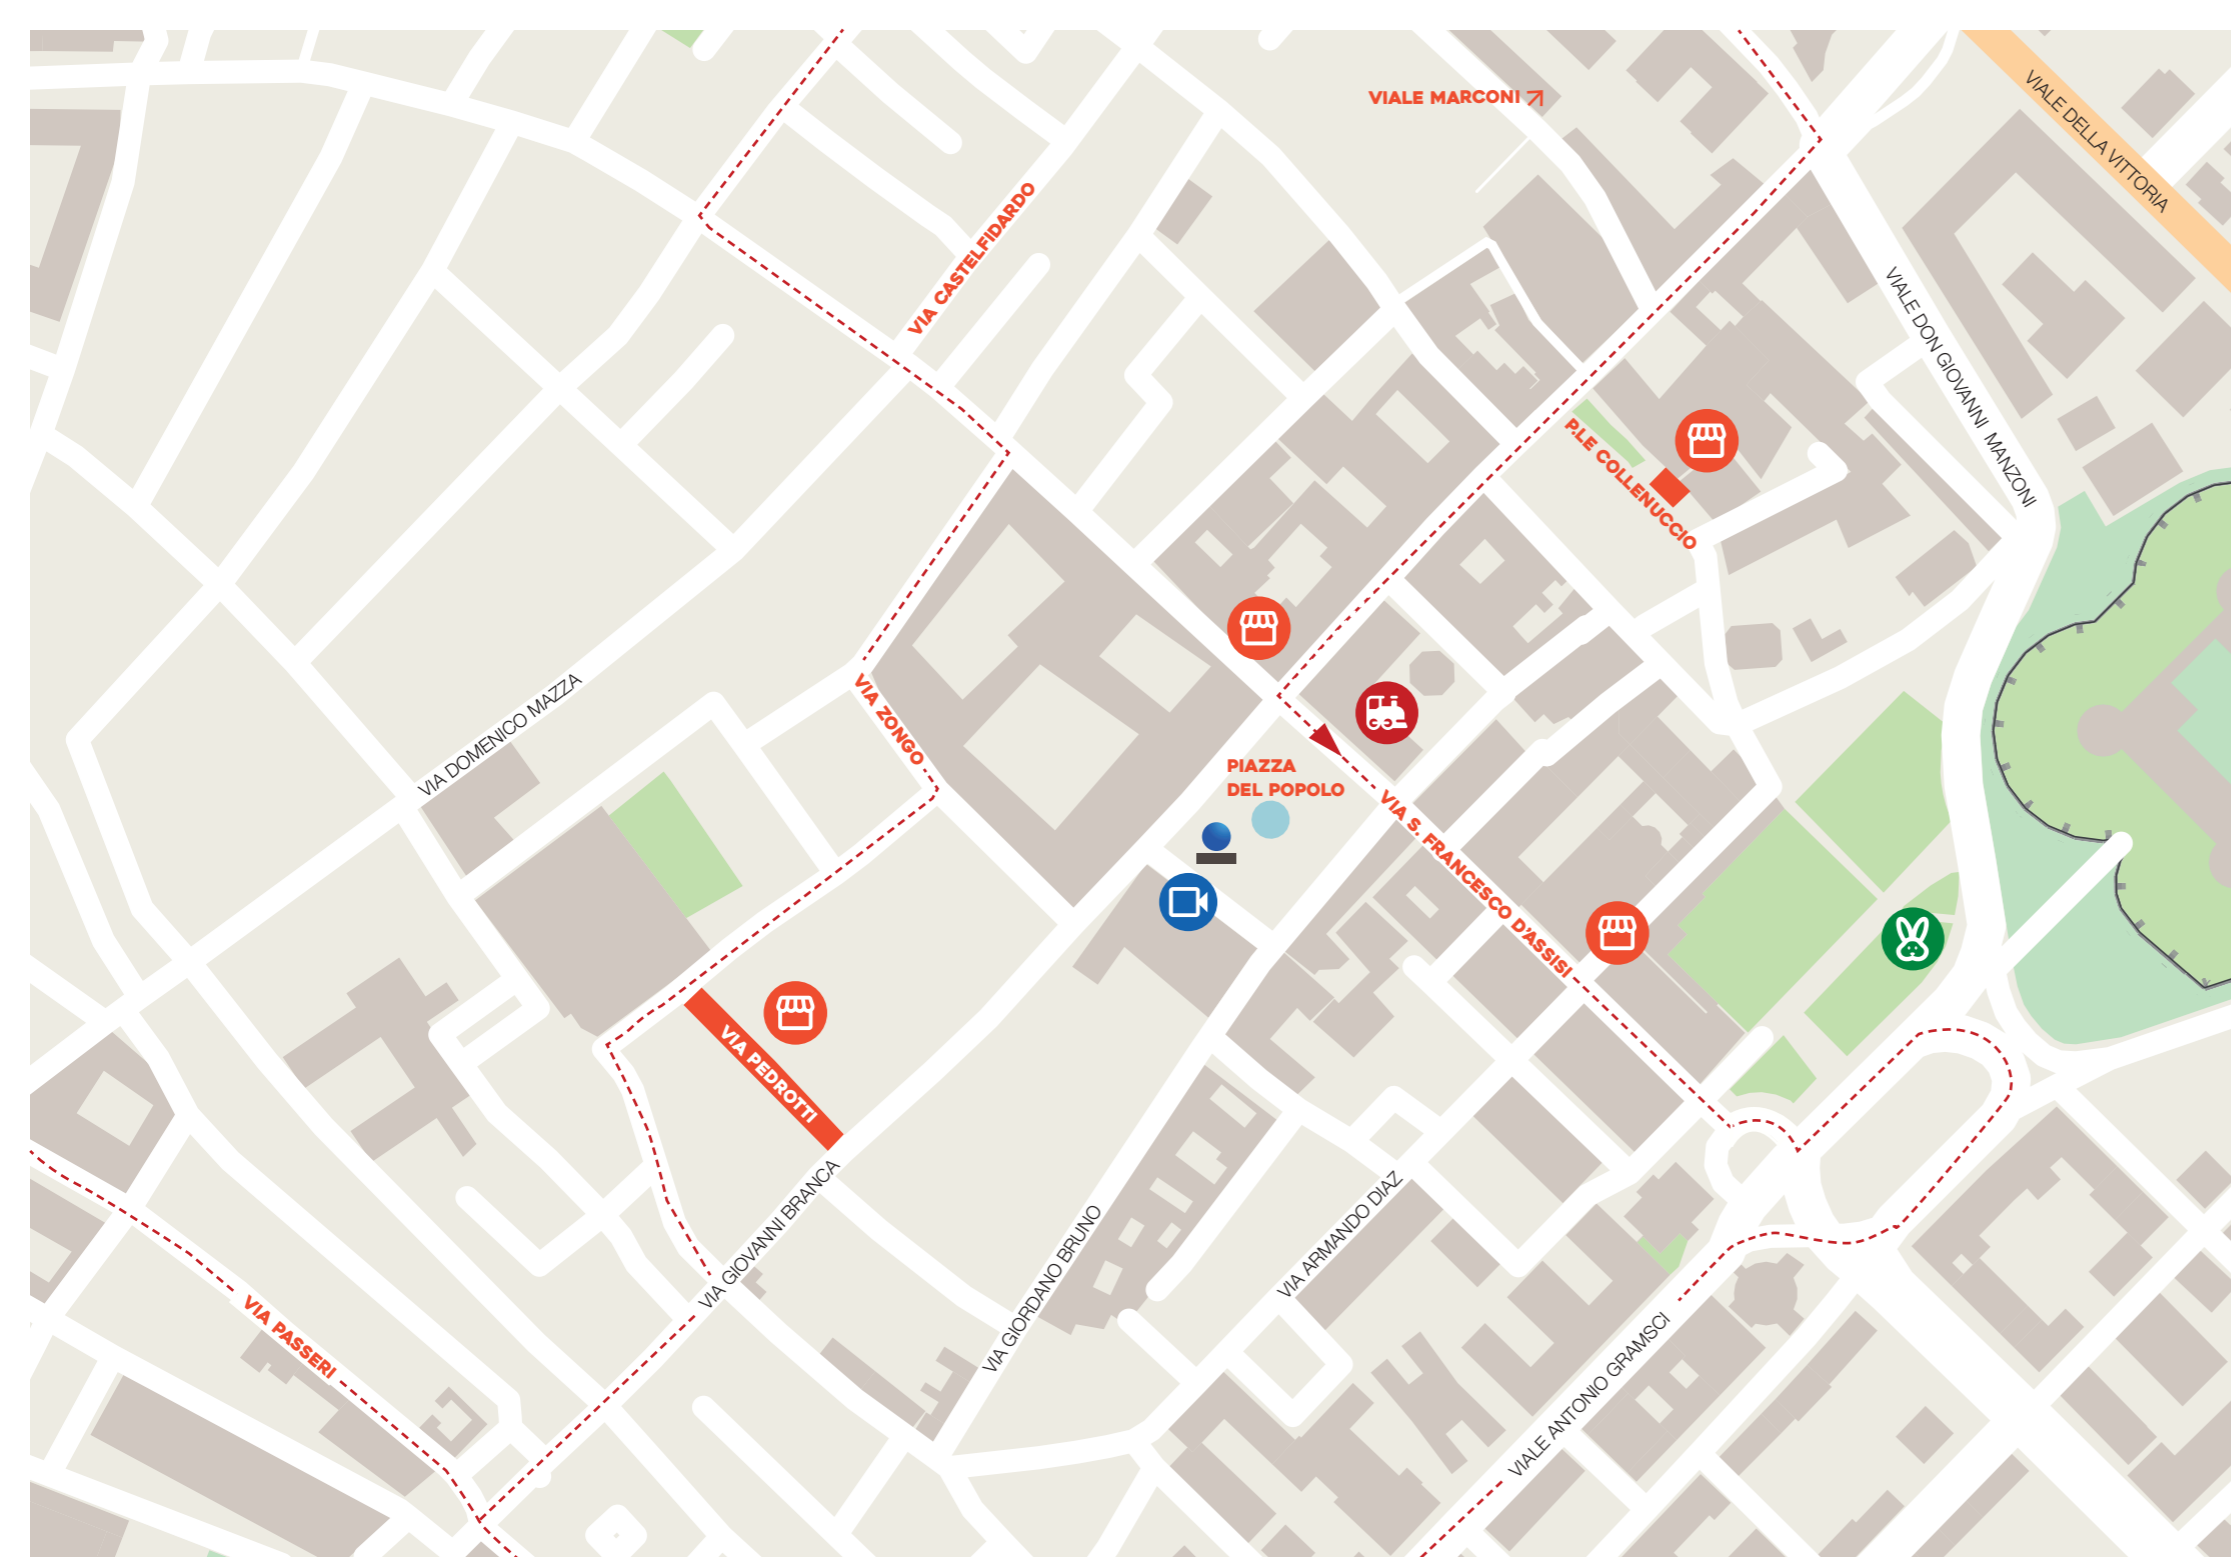 VIALE MARCONI
VIALE DELLA VITTORIA
VIA CASTELFIDARDO
VIALE DON GIOVANNI MANZONI
P.LE COLLENUCCIO
VIA DOMENICO MAZZA
VIA ZONGO
PIAZZA
DEL POPOLO
VIA S. FRANCESCO D'ASSISI
VIA PEDROTTI
VIA GIOVANNI BRANCA
VIA GIORDANO BRUNO
VIA ARMANDO DIAZ
VIA PASSERI
VIALE ANTONIO GRAMSCI